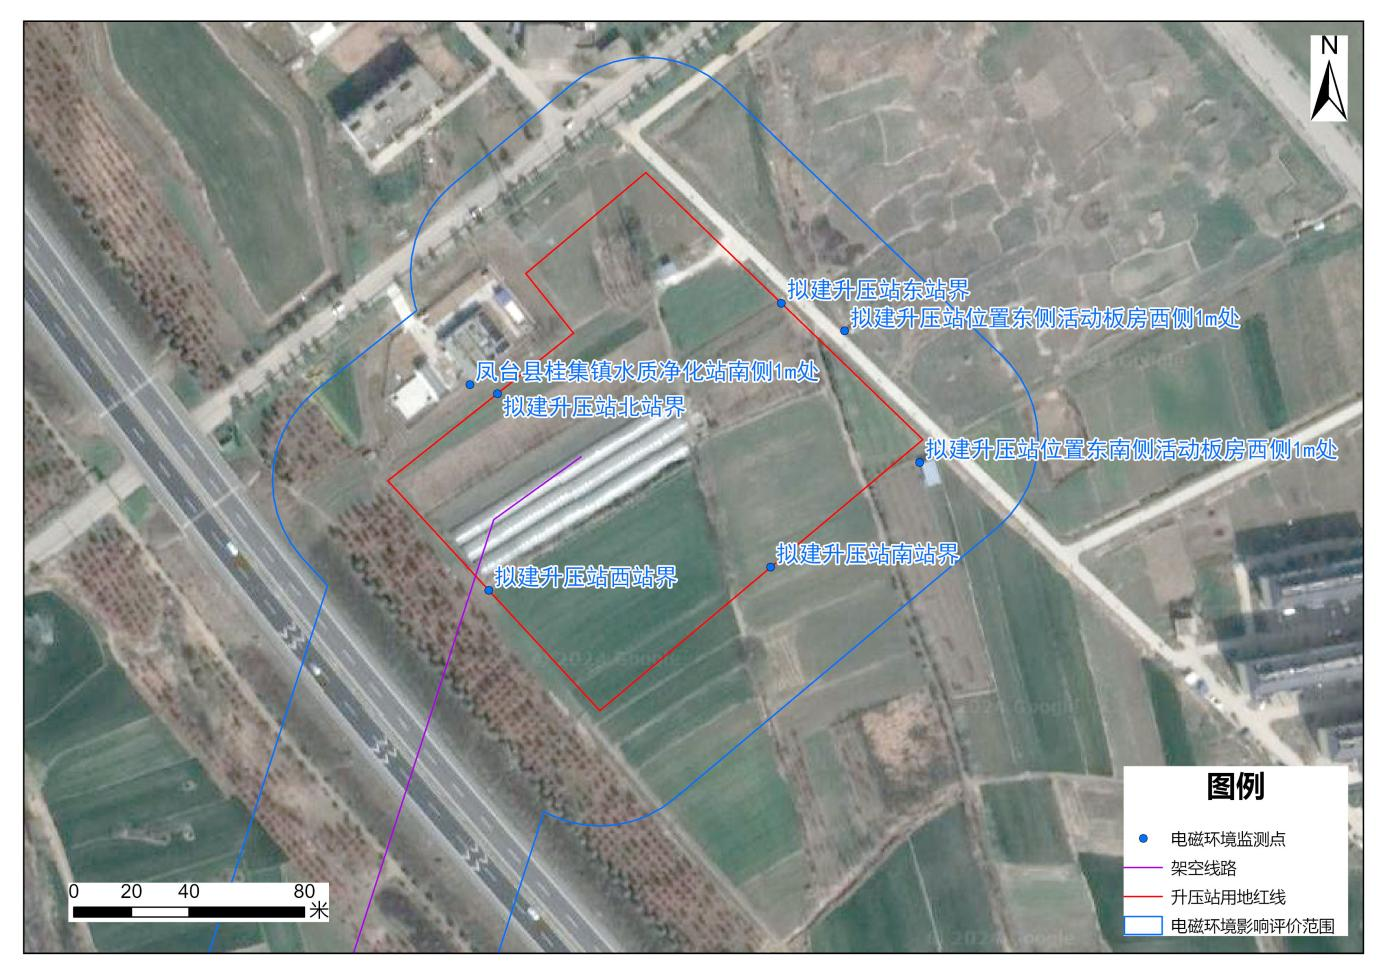 N
拟建升压站东站界
拟建升压站位置东侧活动板房西侧1m处
凤台县桂集镇水质净化站南侧1m处
拟建升压站北站界
拟建升压站位置东南侧活动板房西侧1m处
拟建升压站南站界
拟建升压站西站界
© 2024 Google
2024 Google
© 2024 Google
图例
电磁环境监测点
架空线路
升压站用地红线
电磁环境影响评价范围
0 20 40 80
米